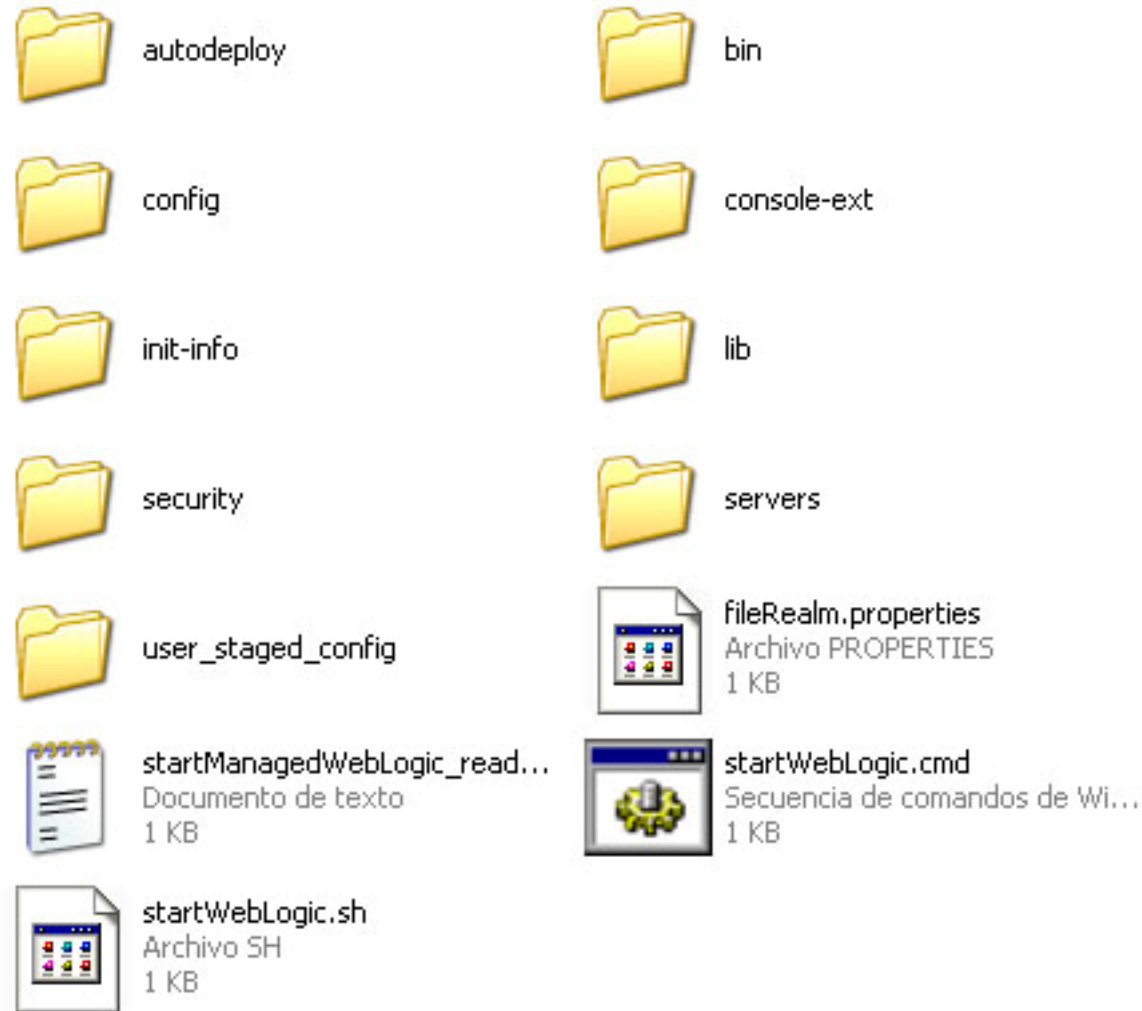 autodeploy
bin
config
console-ext
init-info
lib
security
servers
user_staged_config
fileRealm.properties
Archivo PROPERTIES
1 KB
startManagedWebLogic_read...
Documento de texto
1 KB
startWebLogic.cmd
Secuencia de comandos de Wi...
1 KB
startWebLogic.sh
Archivo SH
1 KB